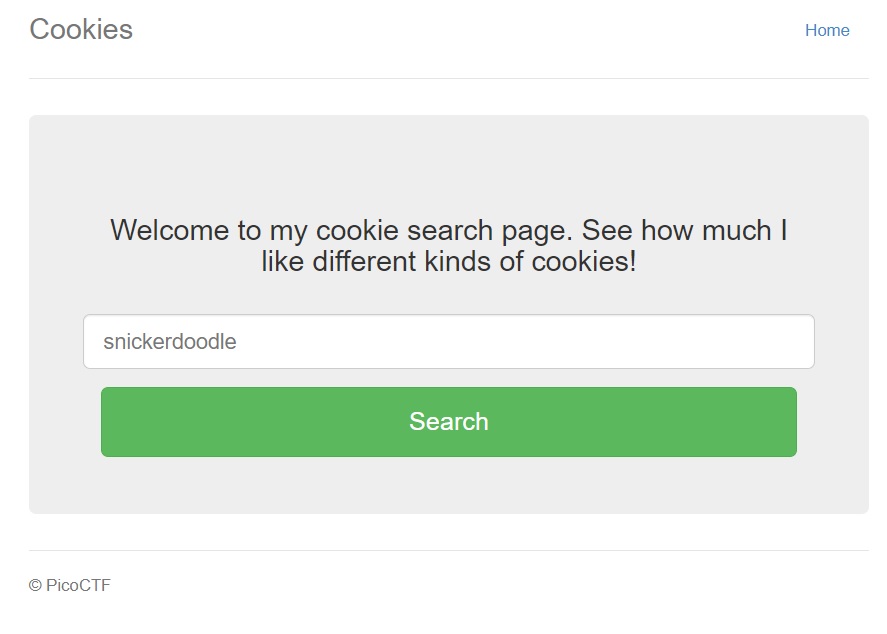 Cookies
Home
Welcome to my cookie search page. See how much I
like different kinds of cookies!
snickerdoodle
Search
© PicoCTF